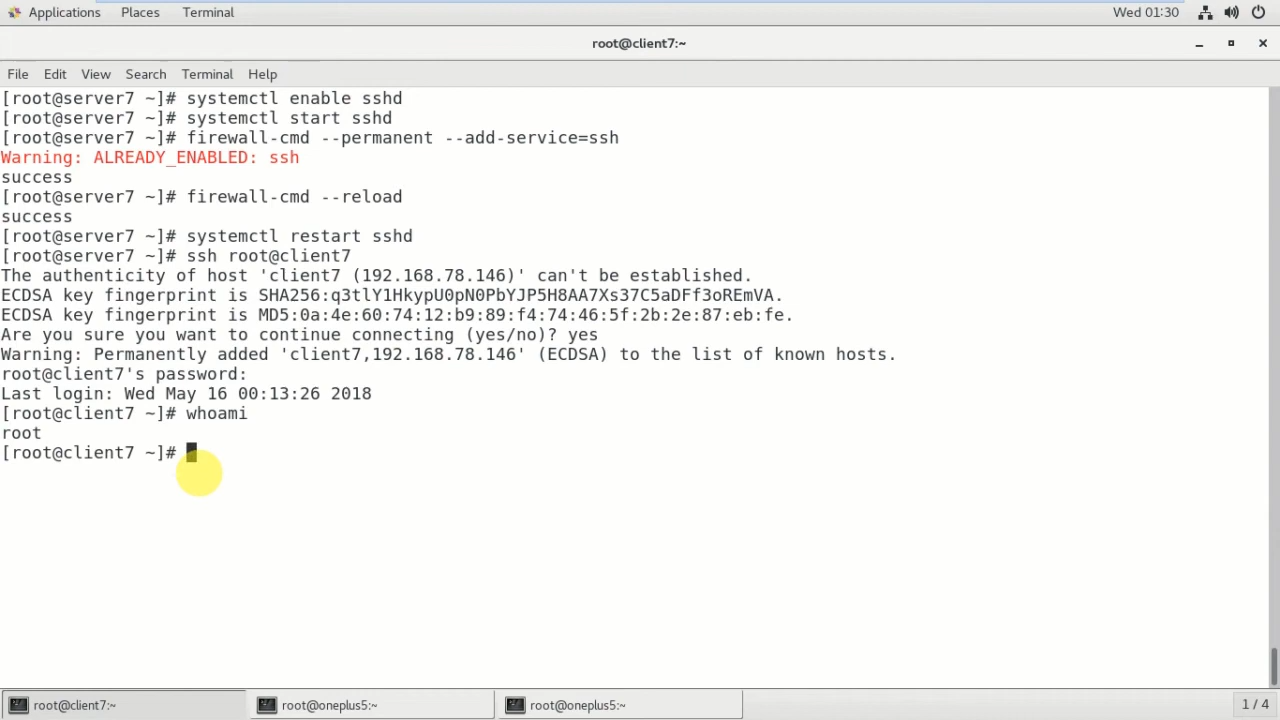 Applications Places Terminal Wed 01:30
root@client7:~
File Edit View Search Terminal Help
[root@server7 ~]# systemctl enable sshd
[root@server7 ~]# systemctl start sshd
[root@server7 ~]# firewall-cmd --permanent --add-service=ssh
Warning: ALREADY_ENABLED: ssh
success
[root@server7 ~]# firewall-cmd --reload
success
[root@server7 ~]# systemctl restart sshd
[root@server7 ~]# ssh root@client7
The authenticity of host 'client7 (192.168.78.146)' can't be established.
ECDSA key fingerprint is SHA256:q3tlY1HkypU0pN0PbYJP5H8AA7Xs37C5aDFf3oREmVA.
ECDSA key fingerprint is MD5:0a:4e:60:74:12:b9:89:f4:74:46:5f:2b:2e:87:eb:fe.
Are you sure you want to continue connecting (yes/no)? yes
Warning: Permanently added 'client7,192.168.78.146' (ECDSA) to the list of known hosts.
root@client7's password:
Last login: Wed May 16 00:13:26 2018
[root@client7 ~]# whoami
root
[root@client7 ~]#
root@client7:~ root@oneplus5:~ root@oneplus5:~ 1 / 4